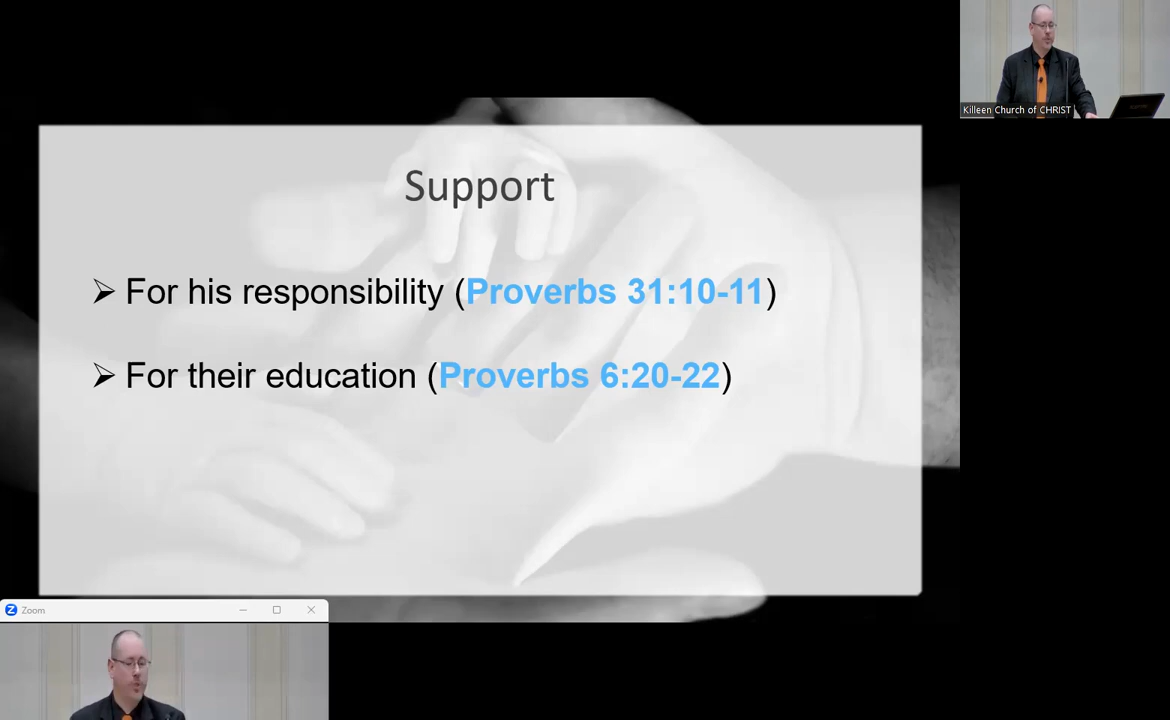 Support
➢ For his responsibility (Proverbs 31:10-11)
➢ For their education (Proverbs 6:20-22)
Killeen Church of CHRIST
Zoom